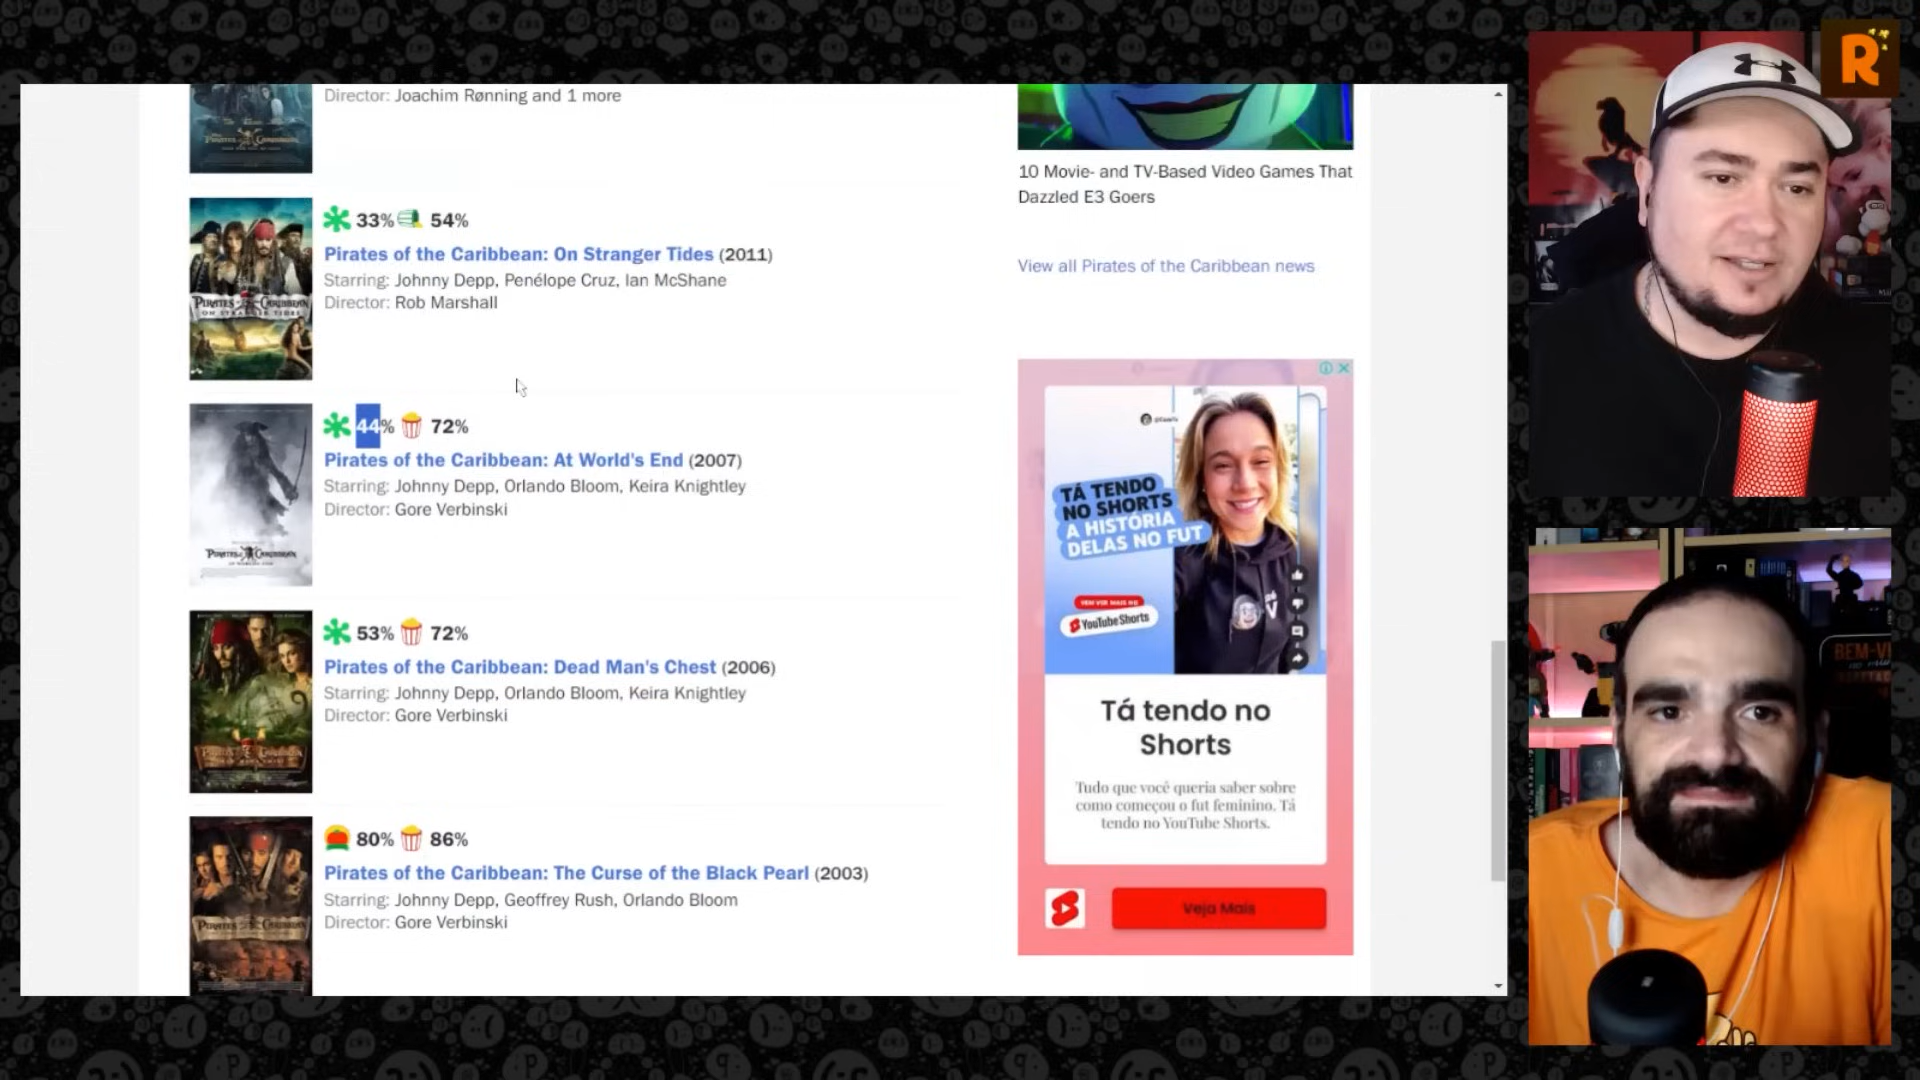 Director: Joachim Rønning and 1 more
33% 54%
Pirates of the Caribbean: On Stranger Tides (2011)
Starring: Johnny Depp, Penélope Cruz, Ian McShane
Director: Rob Marshall
44% 72%
Pirates of the Caribbean: At World's End (2007)
Starring: Johnny Depp, Orlando Bloom, Keira Knightley
Director: Gore Verbinski
53% 72%
Pirates of the Caribbean: Dead Man's Chest (2006)
Starring: Johnny Depp, Orlando Bloom, Keira Knightley
Director: Gore Verbinski
80% 86%
Pirates of the Caribbean: The Curse of the Black Pearl (2003)
Starring: Johnny Depp, Geoffrey Rush, Orlando Bloom
Director: Gore Verbinski
10 Movie- and TV-Based Video Games That
Dazzled E3 Goers
View all Pirates of the Caribbean news
TÁ TENDO
NO SHORTS
A HISTÓRIA
DELAS NO FUT
VEM VER MAIS NO
YouTube Shorts
Tá tendo no
Shorts
Tudo que você queria saber sobre
como começou o fut feminino. Tá
tendo no YouTube Shorts.
Veja Mais
R
BEM-VI